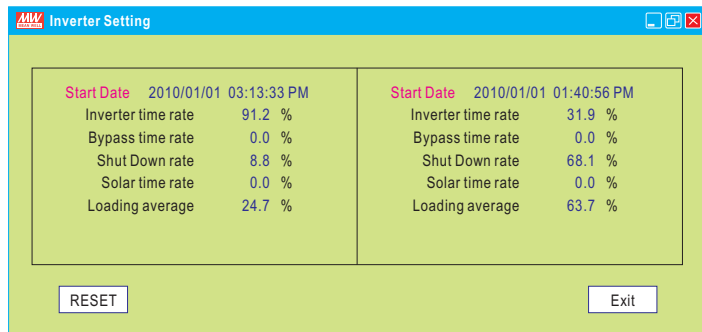 MW MEAN WELL Inverter Setting
Start Date 2010/01/01 03:13:33 PM
Inverter time rate 91.2 %
Bypass time rate 0.0 %
Shut Down rate 8.8 %
Solar time rate 0.0 %
Loading average 24.7 %
Start Date 2010/01/01 01:40:56 PM
Inverter time rate 31.9 %
Bypass time rate 0.0 %
Shut Down rate 68.1 %
Solar time rate 0.0 %
Loading average 63.7 %
RESET
Exit